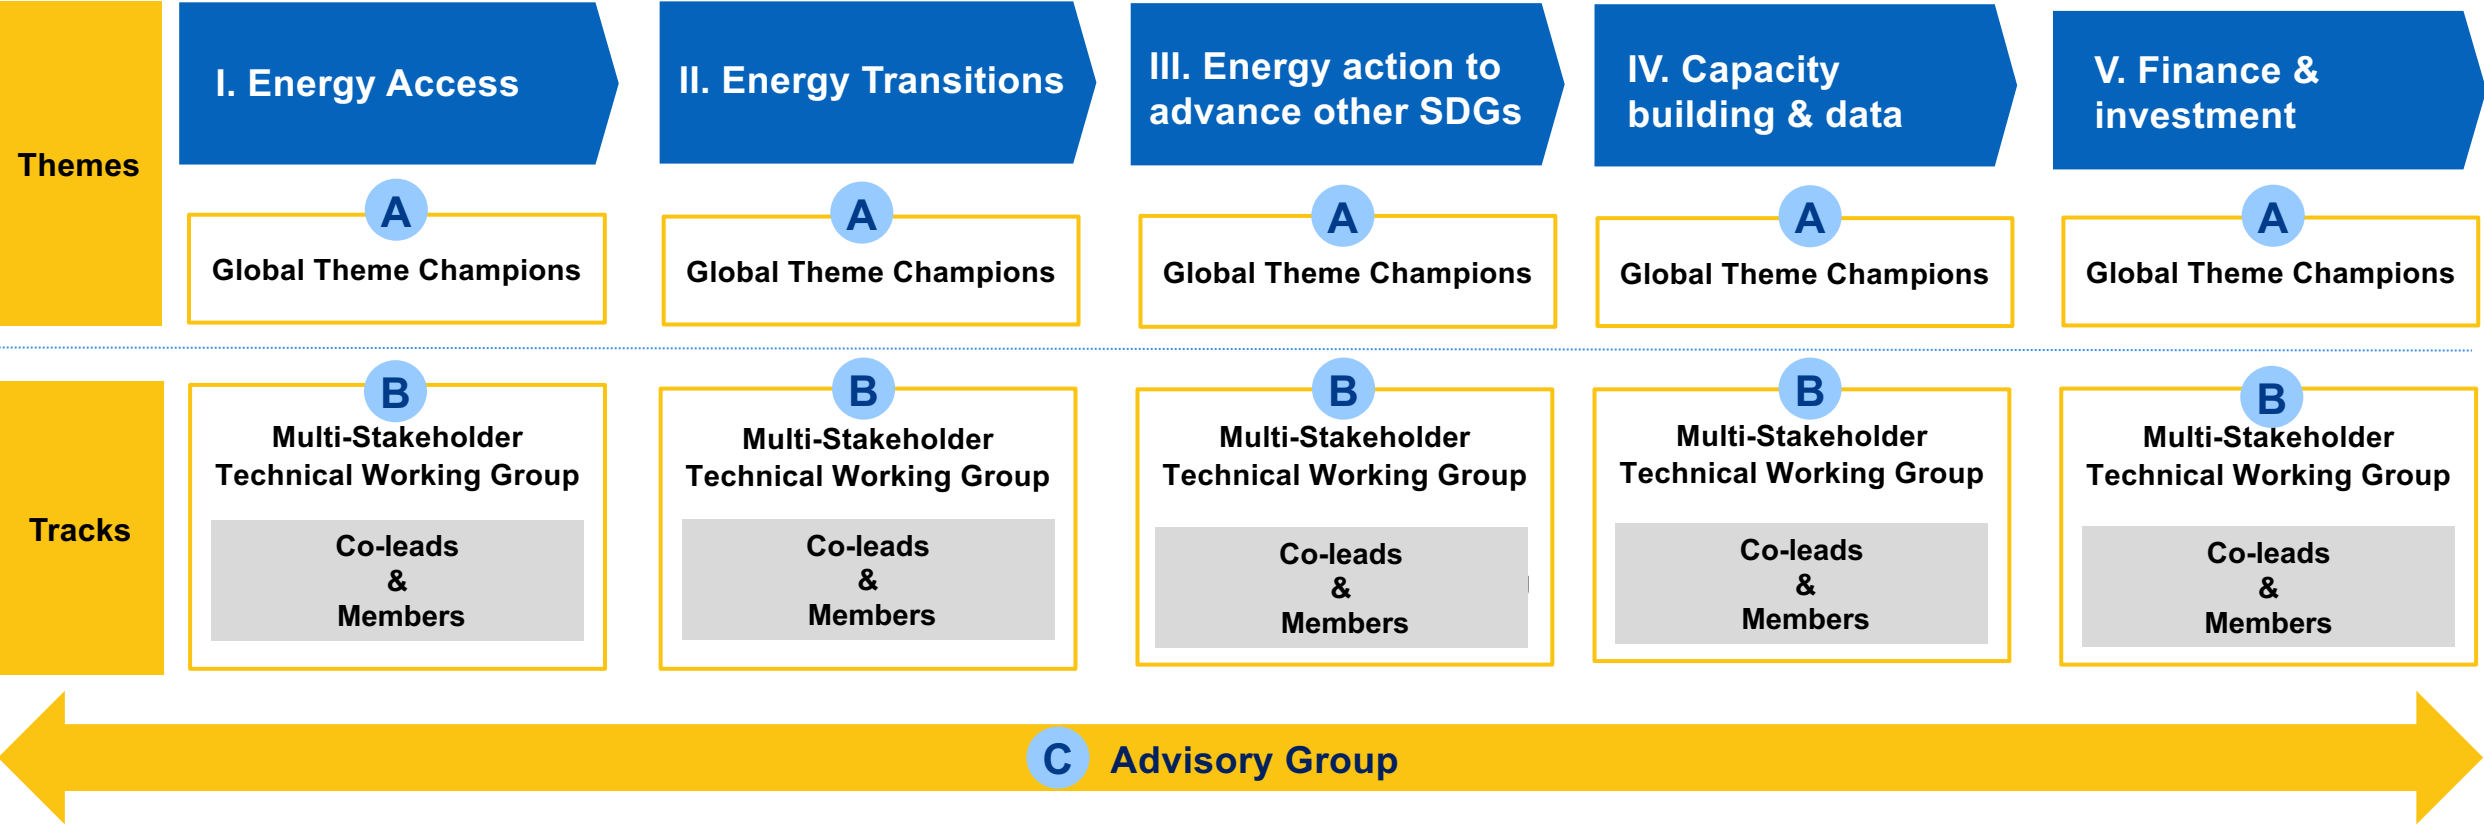 Themes
I. Energy Access
II. Energy Transitions
III. Energy action to
advance other SDGs
IV. Capacity
building & data
V. Finance &
investment
A
Global Theme Champions
A
Global Theme Champions
A
Global Theme Champions
A
Global Theme Champions
A
Global Theme Champions
Tracks
B
Multi-Stakeholder
Technical Working Group
Co-leads
&
Members
B
Multi-Stakeholder
Technical Working Group
Co-leads
&
Members
B
Multi-Stakeholder
Technical Working Group
Co-leads
&
Members
B
Multi-Stakeholder
Technical Working Group
Co-leads
&
Members
B
Multi-Stakeholder
Technical Working Group
Co-leads
&
Members
C Advisory Group